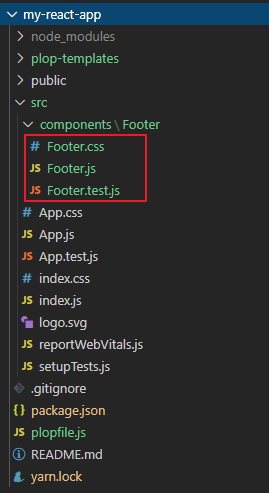 my-react-app
node_modules
plop-templates
public
src
components \ Footer
# Footer.css
JS Footer.js
JS Footer.test.js
# App.css
JS App.js
JS App.test.js
# index.css
JS index.js
logo.svg
JS reportWebVitals.js
JS setupTests.js
.gitignore
{} package.json
JS plopfile.js
README.md
yarn.lock